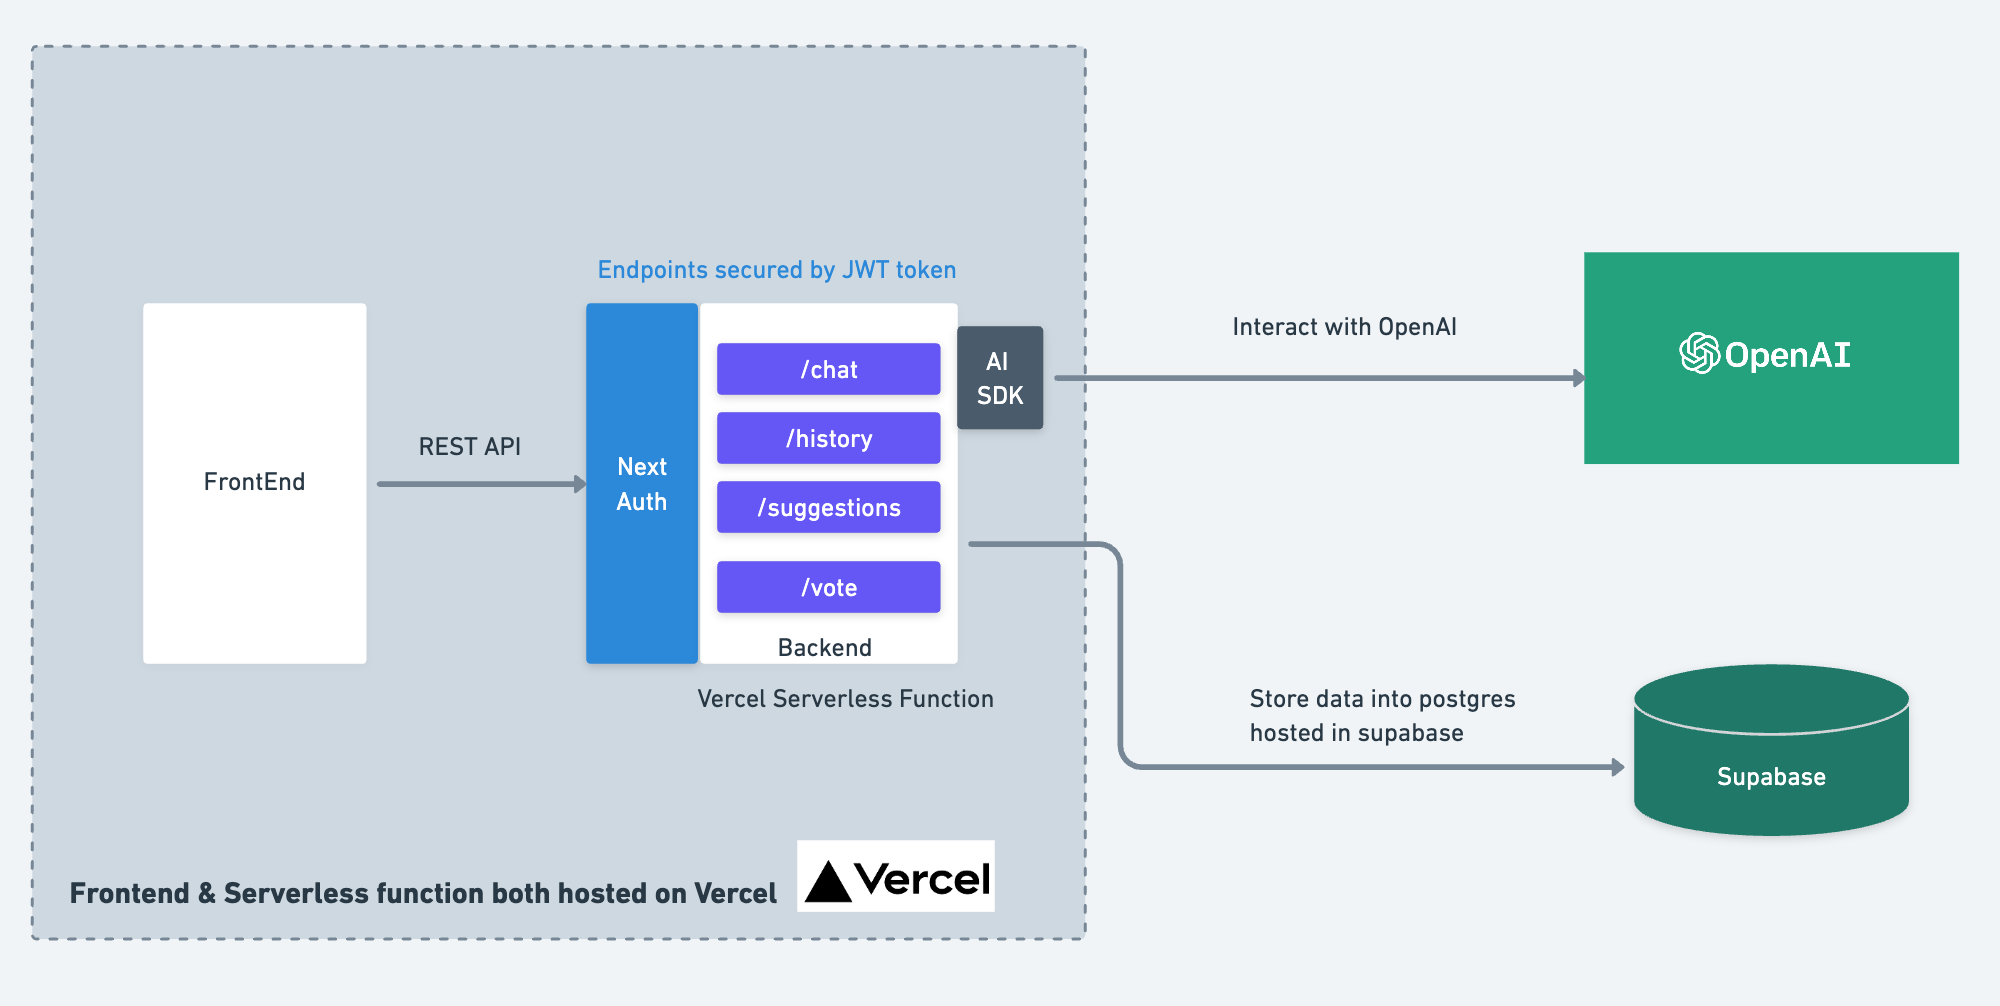 Endpoints secured by JWT token
FrontEnd
REST API
Next
Auth
/chat
/history
/suggestions
/vote
Backend
Vercel Serverless Function
AI
SDK
Interact with OpenAI
OpenAI
Store data into postgres
hosted in supabase
Supabase
Frontend & Serverless function both hosted on Vercel
Vercel